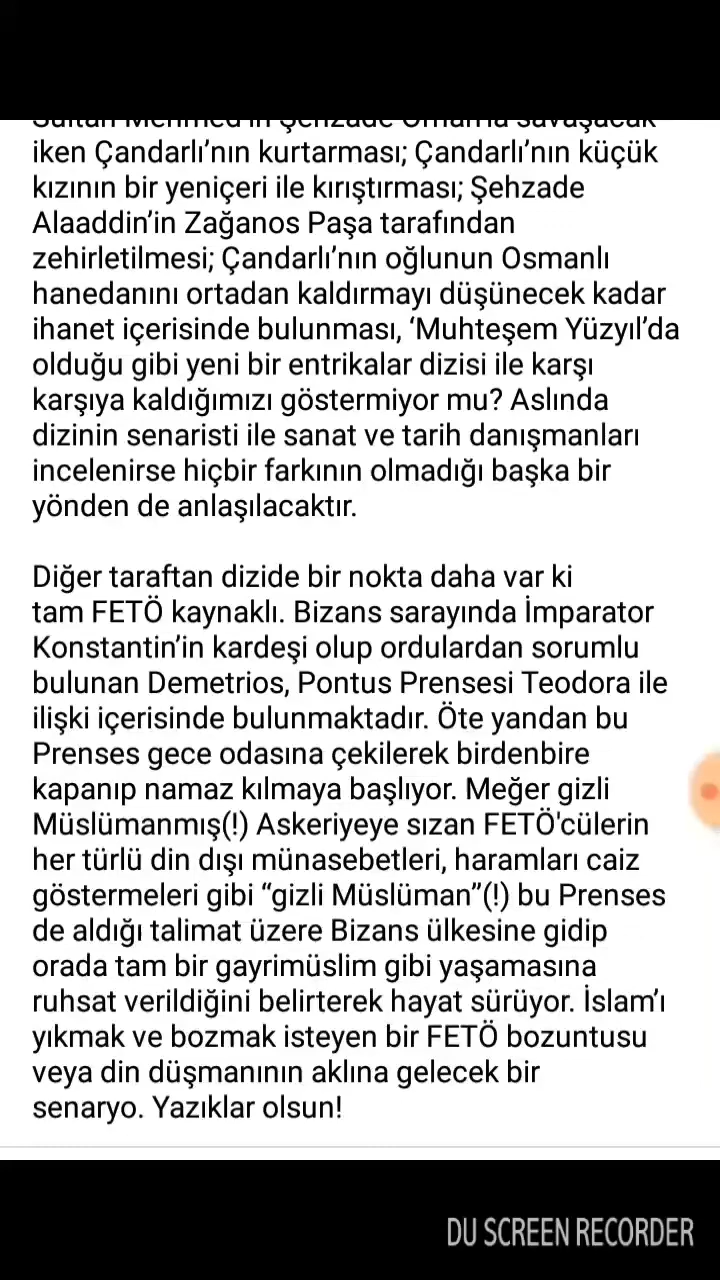 Sultan Mehmed'in Şehzade Orhan'la savaşacak
iken Çandarlı’nın kurtarması; Çandarlı’nın küçük
kızının bir yeniçeri ile kırıştırması; Şehzade
Alaaddin’in Zağanos Paşa tarafından
zehirletilmesi; Çandarlı’nın oğlunun Osmanlı
hanedanını ortadan kaldırmayı düşünecek kadar
ihanet içerisinde bulunması, ‘Muhteşem Yüzyıl’da
olduğu gibi yeni bir entrikalar dizisi ile karşı
karşıya kaldığımızı göstermiyor mu? Aslında
dizinin senaristi ile sanat ve tarih danışmanları
incelenirse hiçbir farkının olmadığı başka bir
yönden de anlaşılacaktır.
Diğer taraftan dizide bir nokta daha var ki
tam FETÖ kaynaklı. Bizans sarayında İmparator
Konstantin’in kardeşi olup ordulardan sorumlu
bulunan Demetrios, Pontus Prensesi Teodora ile
ilişki içerisinde bulunmaktadır. Öte yandan bu
Prenses gece odasına çekilerek birdenbire
kapanıp namaz kılmaya başlıyor. Meğer gizli
Müslümanmış(!) Askeriyeye sızan FETÖ'cülerin
her türlü din dışı münasebetleri, haramları caiz
göstermeleri gibi “gizli Müslüman”(!) bu Prenses
de aldığı talimat üzere Bizans ülkesine gidip
orada tam bir gayrimüslim gibi yaşamasına
ruhsat verildiğini belirterek hayat sürüyor. İslam’ı
yıkmak ve bozmak isteyen bir FETÖ bozuntusu
veya din düşmanının aklına gelecek bir
senaryo. Yazıklar olsun!
DU SCREEN RECORDER